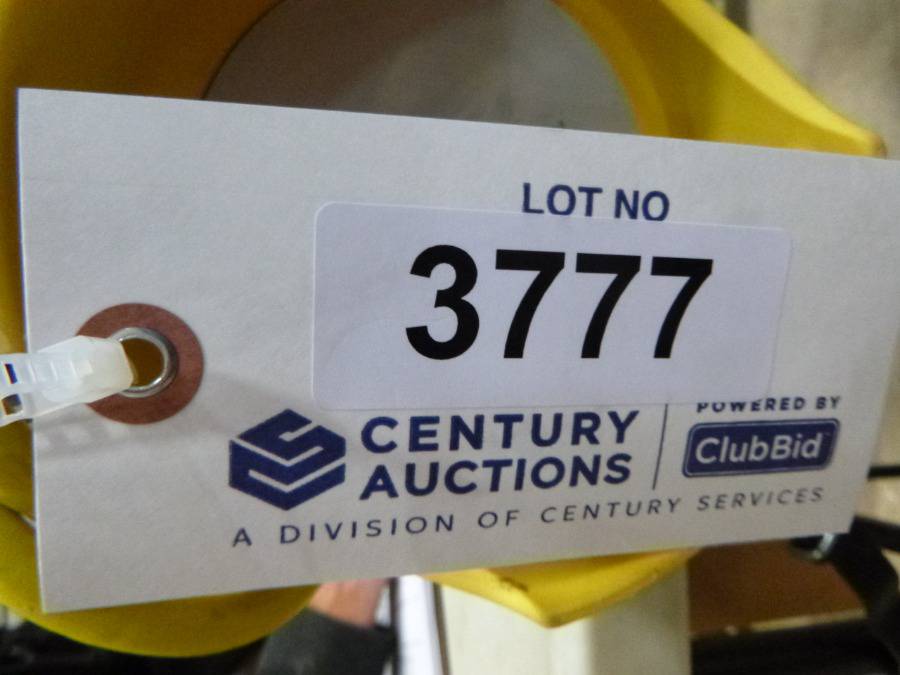 LOT NO
3777
CENTURY
AUCTIONS
POWERED BY
ClubBid
A DIVISION OF CENTURY SERVICES